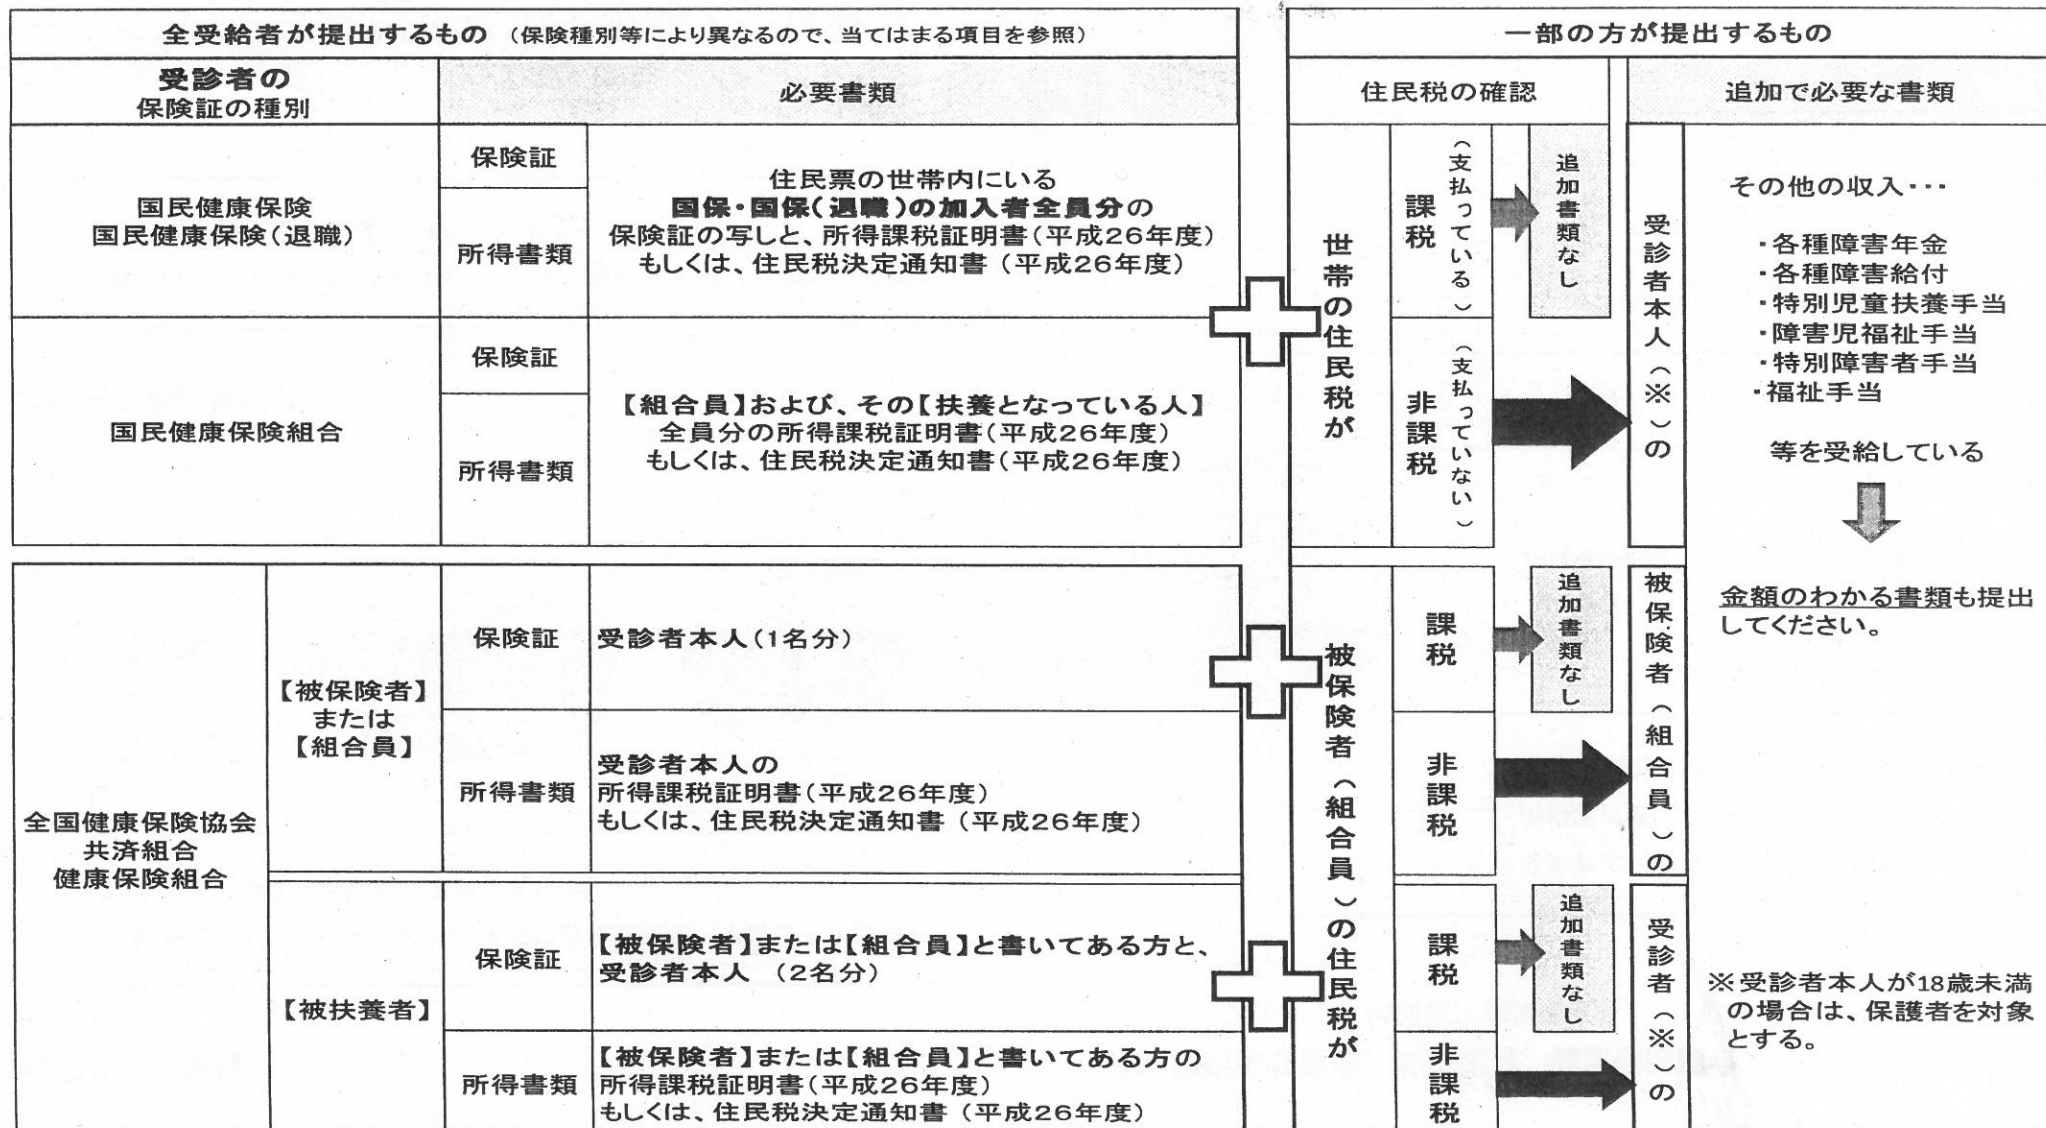 全受給者が提出するもの （保険種別等により異なるので、当てはまる項目を参照）
受診者の
保険証の種別
必要書類
国民健康保険
国民健康保険（退職）
保険証
所得書類
住民票の世帯内にいる
国保・国保（退職）の加入者全員分の
保険証の写しと、所得課税証明書（平成26年度）
もしくは、住民税決定通知書 （平成26年度）
国民健康保険組合
保険証
所得書類
【組合員】および、その【扶養となっている人】
全員分の所得課税証明書（平成26年度）
もしくは、住民税決定通知書（平成26年度）
全国健康保険協会
共済組合
健康保険組合
【被保険者】
または
【組合員】
保険証
受診者本人（1名分）
所得書類
受診者本人の
所得課税証明書（平成26年度）
もしくは、住民税決定通知書 （平成26年度）
【被扶養者】
保険証
【被保険者】または【組合員】と書いてある方と、
受診者本人 （2名分）
所得書類
【被保険者】または【組合員】と書いてある方の
所得課税証明書（平成26年度）
もしくは、住民税決定通知書 （平成26年度）
一部の方が提出するもの
住民税の確認
追加で必要な書類
世帯の住民税が
課税
（支払っている）
追加書類なし
非課税
（支払っていない）
受診者本人（※）の
被保険者（組合員）の住民税が
課税
追加書類なし
非課税
被保険者（組合員）の
課税
追加書類なし
非課税
受診者（※）の
その他の収入・・・
・各種障害年金
・各種障害給付
・特別児童扶養手当
・障害児福祉手当
・特別障害者手当
・福祉手当
等を受給している
金額のわかる書類も提出
してください。
※受診者本人が18歳未満
の場合は、保護者を対象
とする。